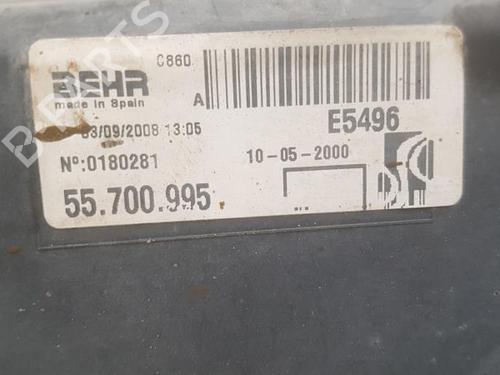 C860
BEHR
made in Spain
A
03/09/2008 13:05
E5496
Nº:0180281
10-05-2000
55.700.995